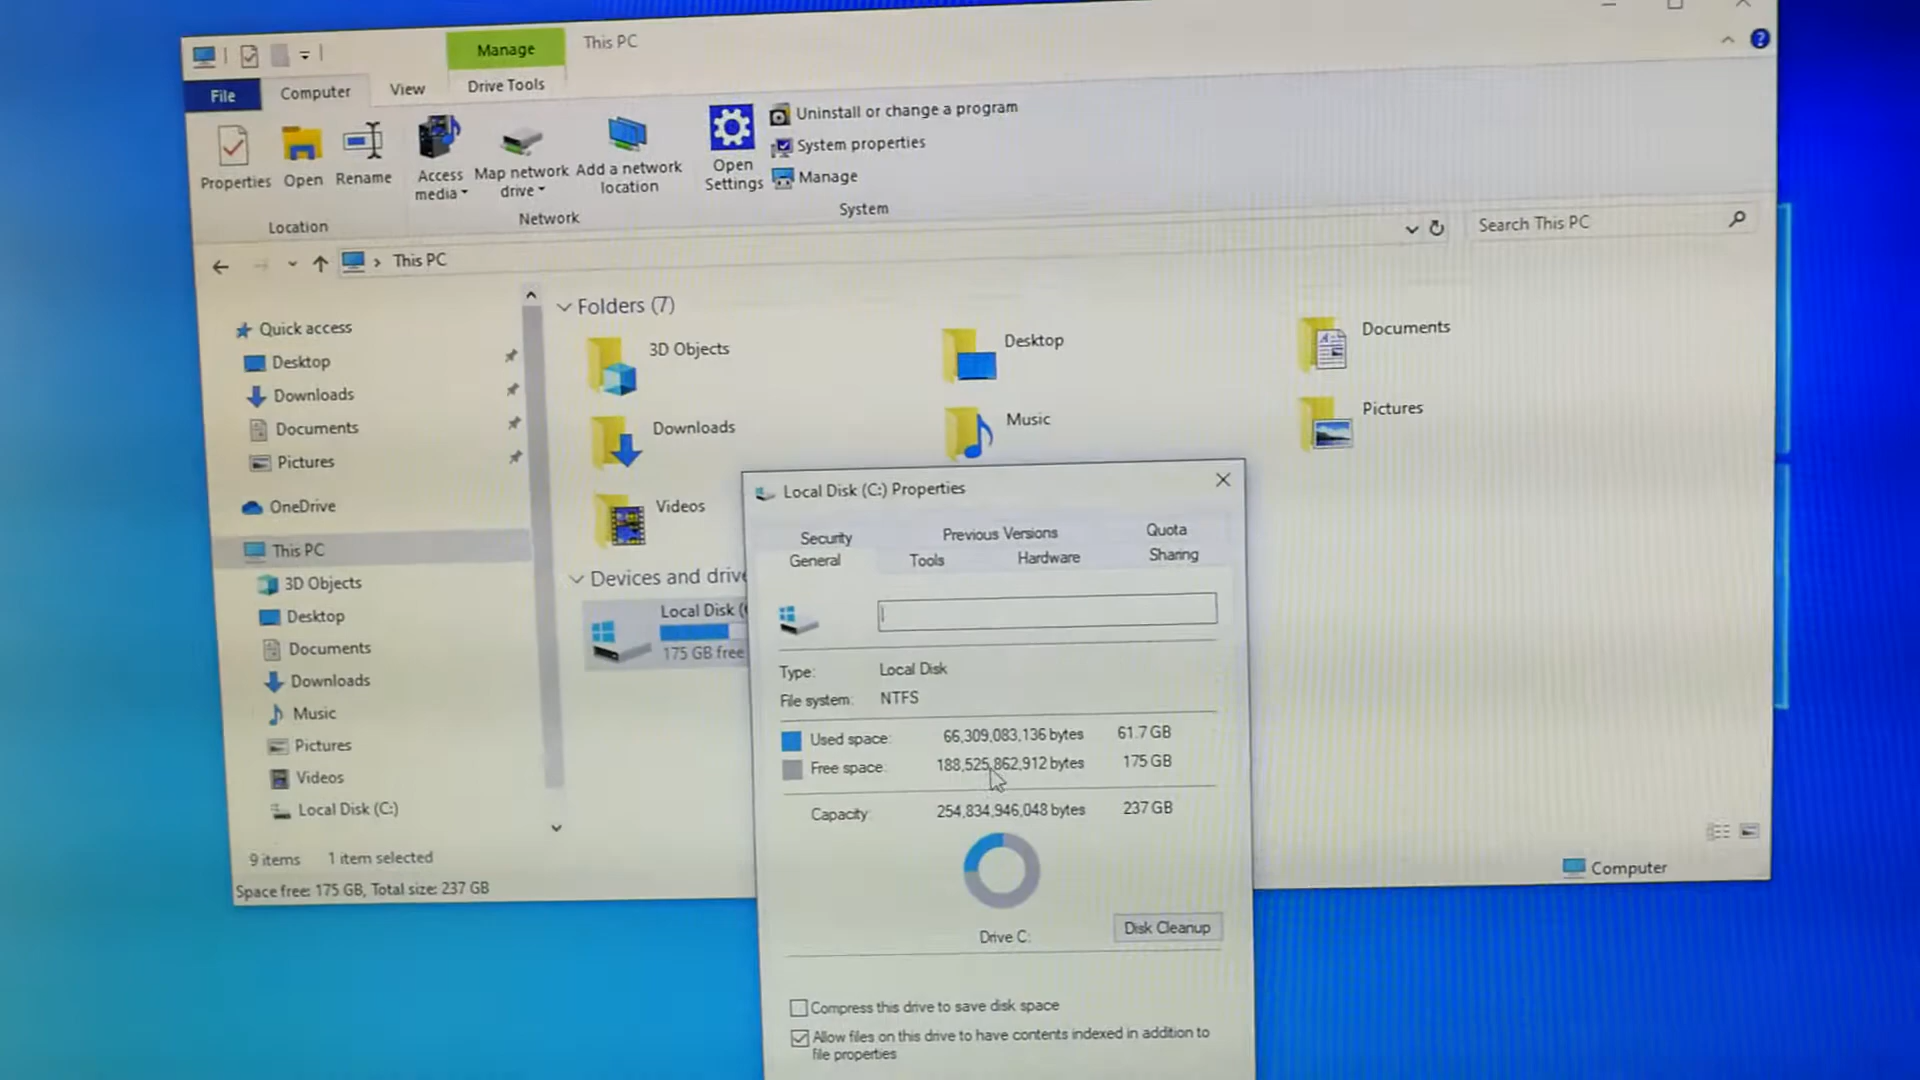 Manage
This PC
File
Computer
View
Drive Tools
Properties
Open
Rename
Access
media
Map network
drive
Add a network
location
Open
Settings
Uninstall or change a program
System properties
Manage
Location
Network
System
This PC
Search This PC
Quick access
Desktop
Downloads
Documents
Pictures
OneDrive
This PC
3D Objects
Desktop
Documents
Downloads
Music
Pictures
Videos
Local Disk (C:)
Folders (7)
3D Objects
Desktop
Documents
Downloads
Music
Pictures
Videos
Devices and drive
Local Disk (
175 GB free
9 items
1 item selected
Space free: 175 GB, Total size: 237 GB
Computer
Local Disk (C:) Properties
Security
Previous Versions
Quota
General
Tools
Hardware
Sharing
Type:
Local Disk
File system:
NTFS
Used space:
66,309,083,136 bytes
61.7 GB
Free space:
188,525,862,912 bytes
175 GB
Capacity:
254,834,946,048 bytes
237 GB
Drive C:
Disk Cleanup
Compress this drive to save disk space
Allow files on this drive to have contents indexed in addition to
file properties